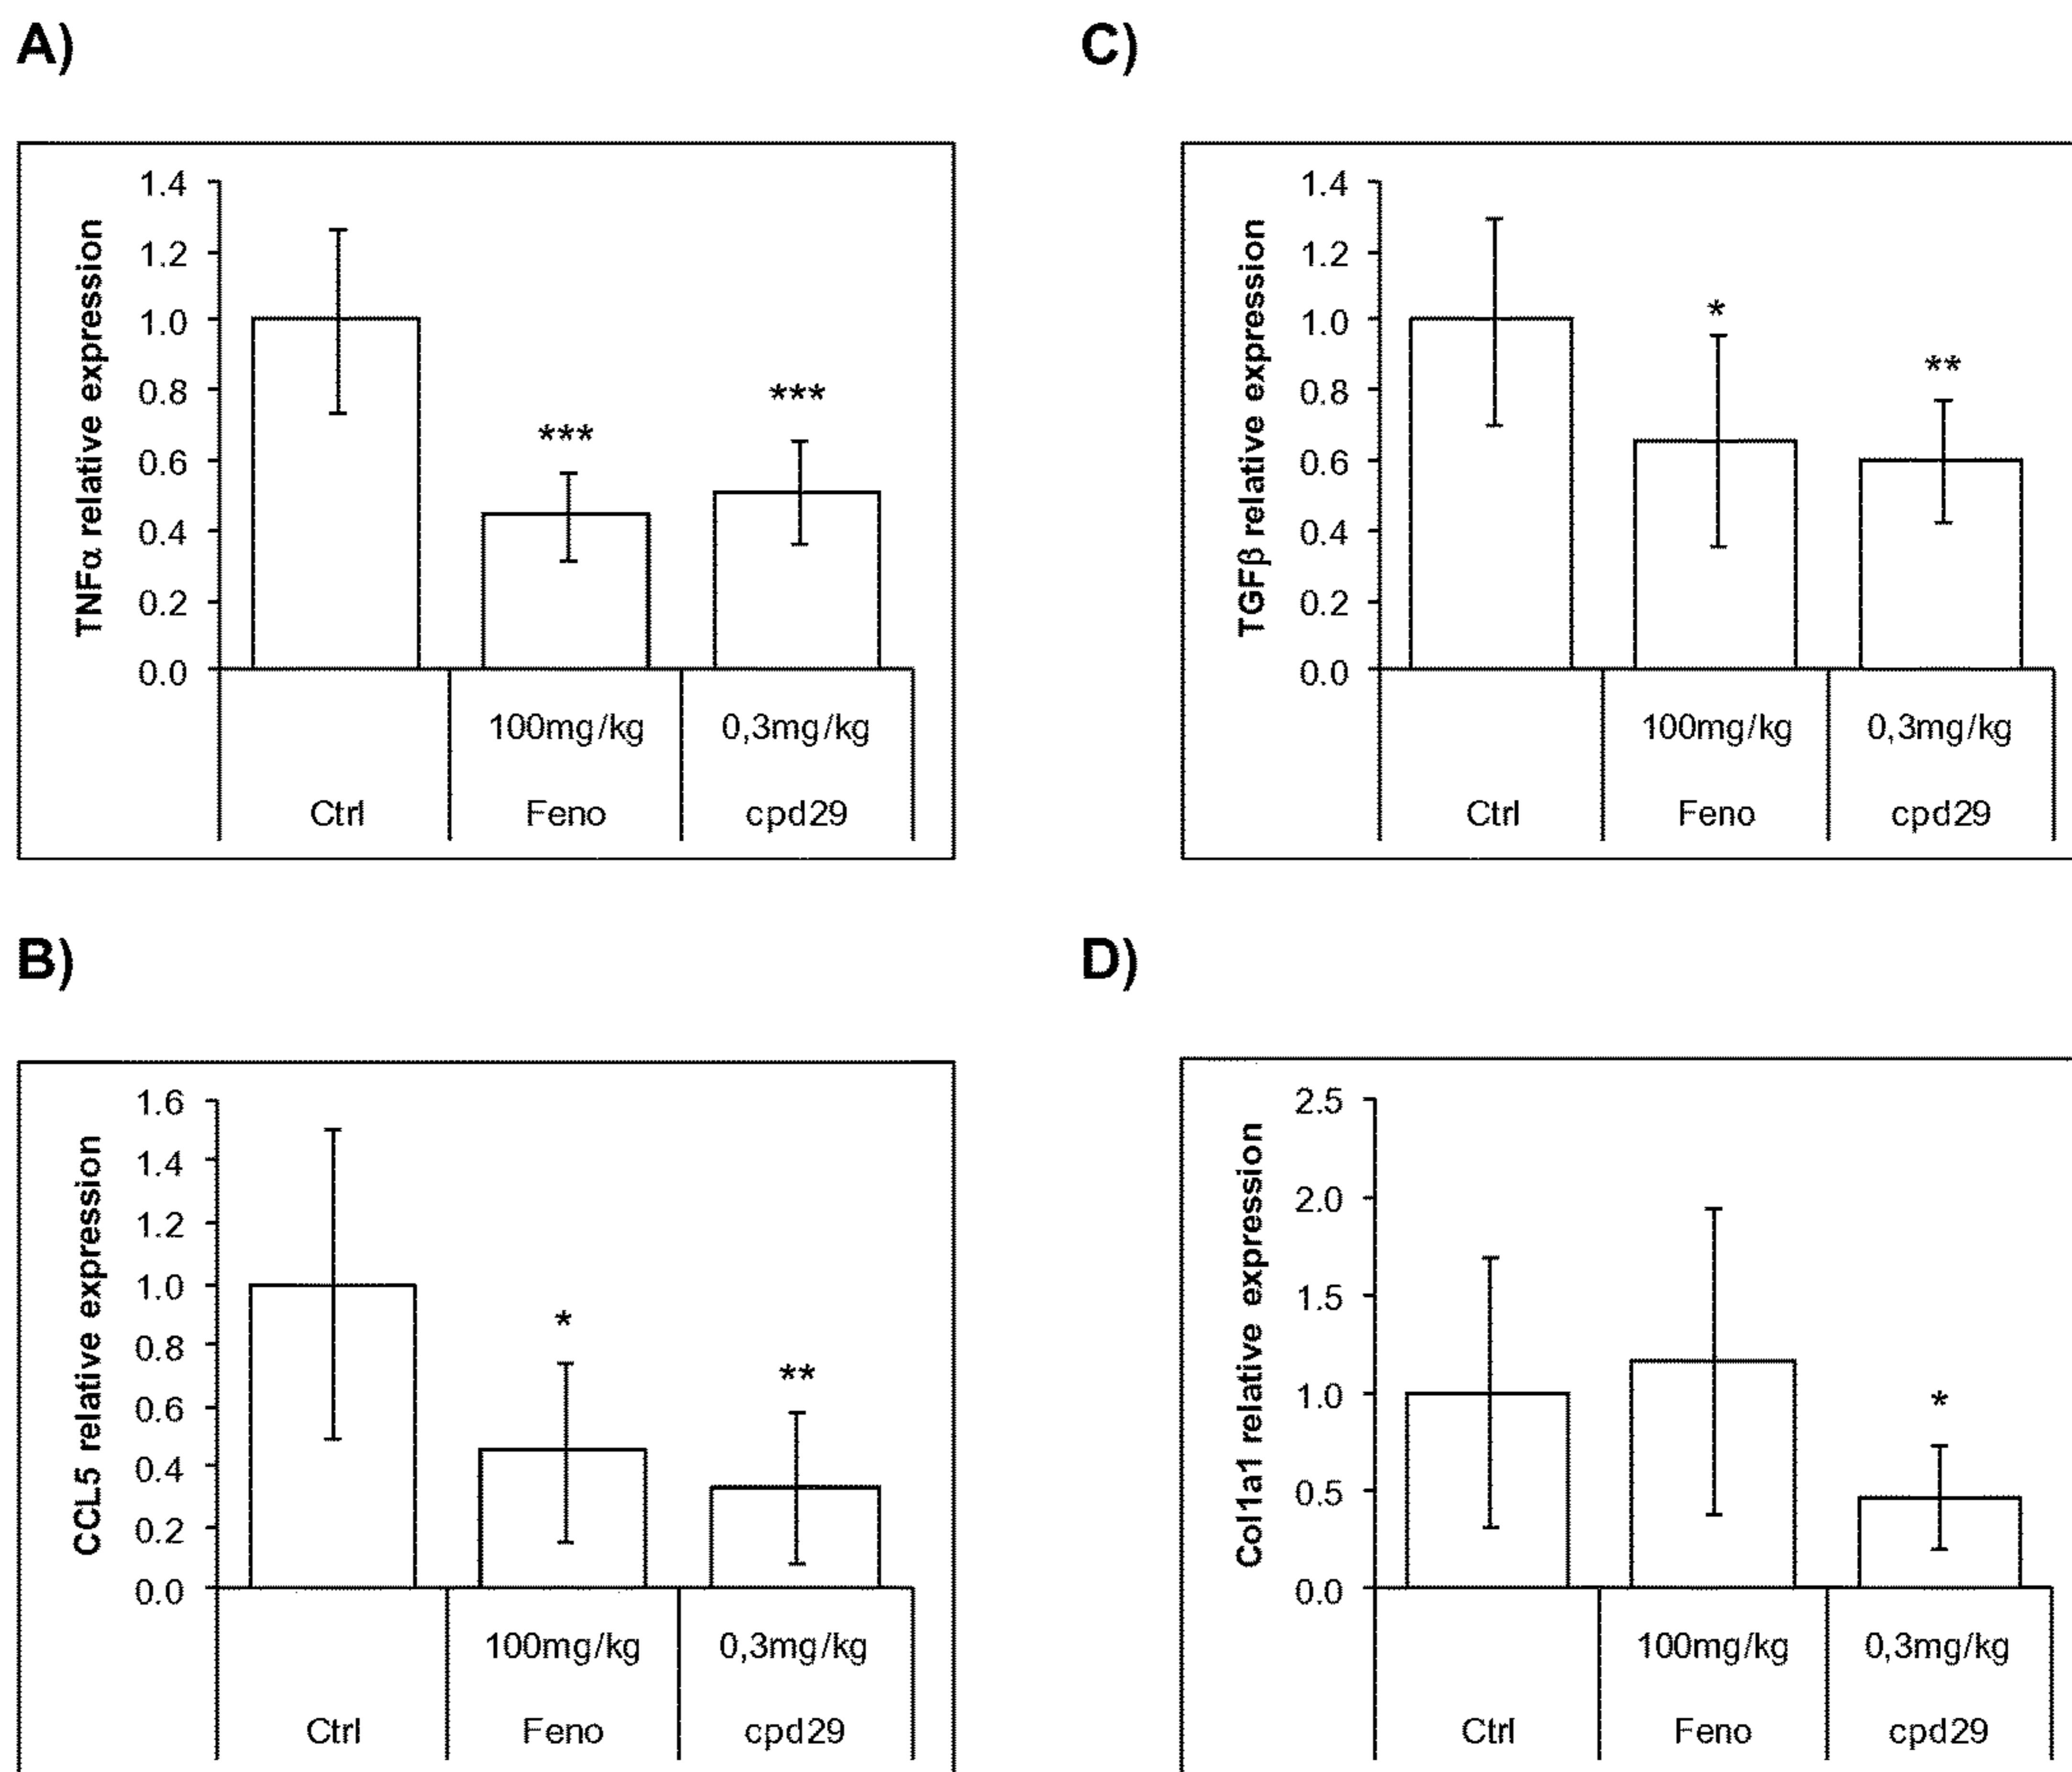 A)
TNFα relative expression
1.4
1.2
1.0
0.8
0.6
0.4
0.2
0.0
***
***
100mg/kg
0,3mg/kg
Ctrl
Feno
cpd29
C)
TGFβ relative expression
1.4
1.2
1.0
0.8
0.6
0.4
0.2
0.0
*
**
100mg/kg
0,3mg/kg
Ctrl
Feno
cpd29
B)
CCL5 relative expression
1.6
1.4
1.2
1.0
0.8
0.6
0.4
0.2
0.0
*
**
100mg/kg
0,3mg/kg
Ctrl
Feno
cpd29
D)
Col1a1 relative expression
2.5
2.0
1.5
1.0
0.5
0.0
*
100mg/kg
0,3mg/kg
Ctrl
Feno
cpd29